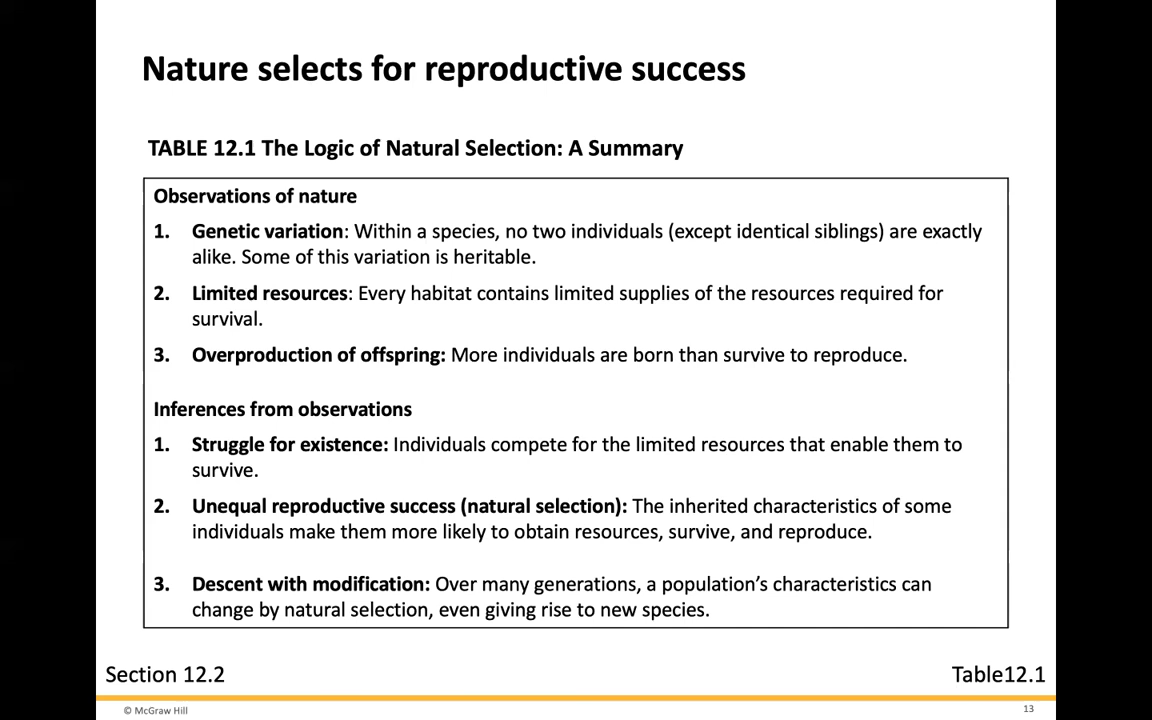 Nature selects for reproductive success
TABLE 12.1 The Logic of Natural Selection: A Summary
Observations of nature
1. Genetic variation: Within a species, no two individuals (except identical siblings) are exactly
alike. Some of this variation is heritable.
2. Limited resources: Every habitat contains limited supplies of the resources required for
survival.
3. Overproduction of offspring: More individuals are born than survive to reproduce.
Inferences from observations
1. Struggle for existence: Individuals compete for the limited resources that enable them to
survive.
2. Unequal reproductive success (natural selection): The inherited characteristics of some
individuals make them more likely to obtain resources, survive, and reproduce.
3. Descent with modification: Over many generations, a population’s characteristics can
change by natural selection, even giving rise to new species.
Section 12.2
Table12.1
© McGraw Hill
13